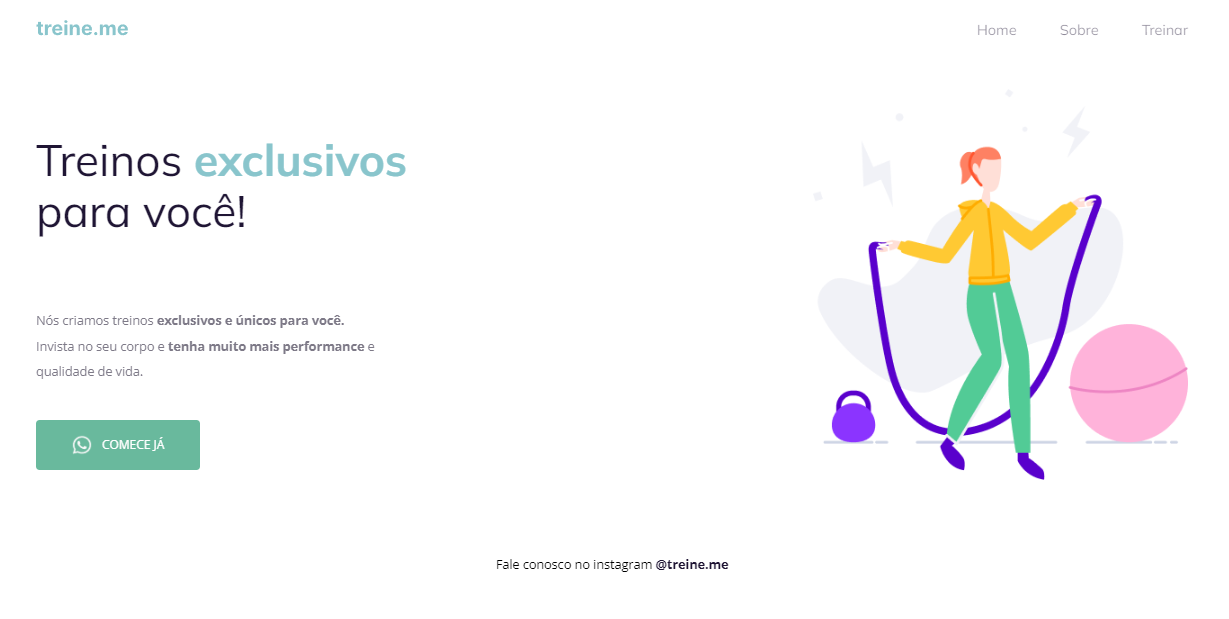 treine.me
Home
Sobre
Treinar
Treinos exclusivos
para você!
Nós criamos treinos exclusivos e únicos para você.
Invista no seu corpo e tenha muito mais performance e
qualidade de vida.
COMECE JÁ
Fale conosco no instagram @treine.me